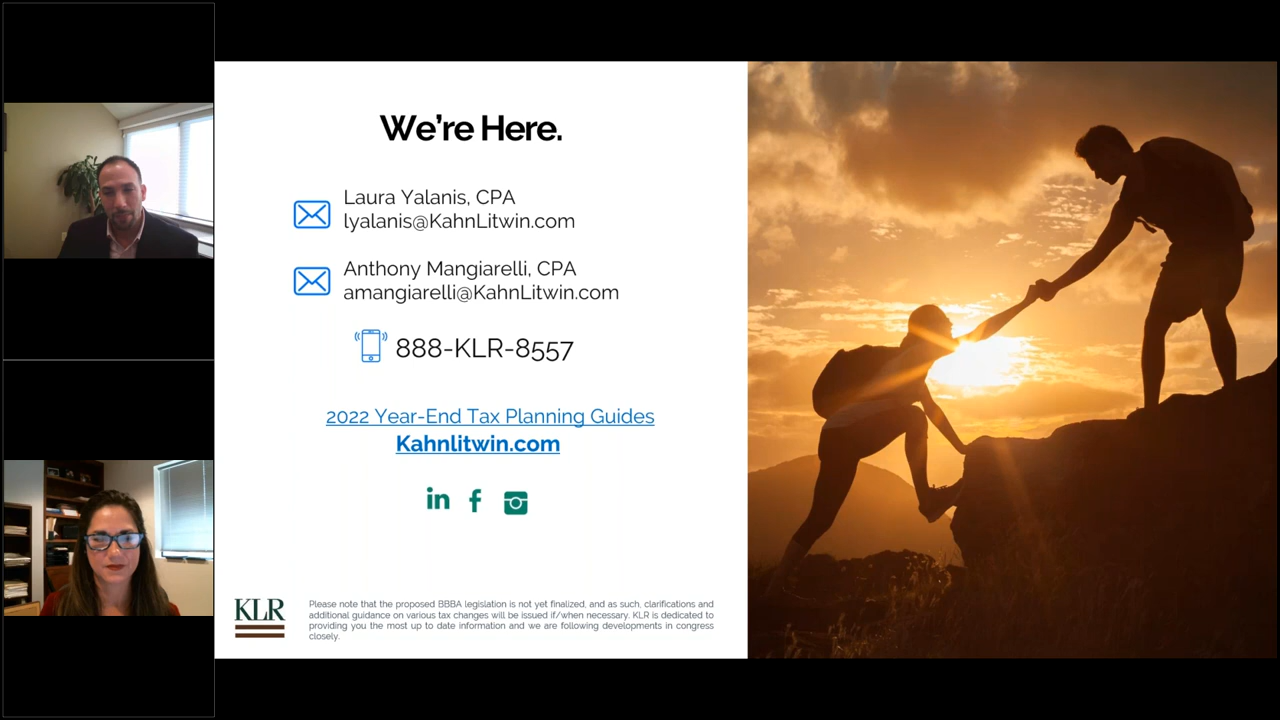 We're Here.
Laura Yalanis, CPA
lyalanis@KahnLitwin.com
Anthony Mangiarelli, CPA
amangiarelli@KahnLitwin.com
888-KLR-8557
2022 Year-End Tax Planning Guides
Kahnlitwin.com
in f
KLR
Please note that the proposed BBBA legislation is not yet finalized, and as such, clarifications and
additional guidance on various tax changes will be issued if/when necessary. KLR is dedicated to
providing you the most up to date information and we are following developments in congress
closely.